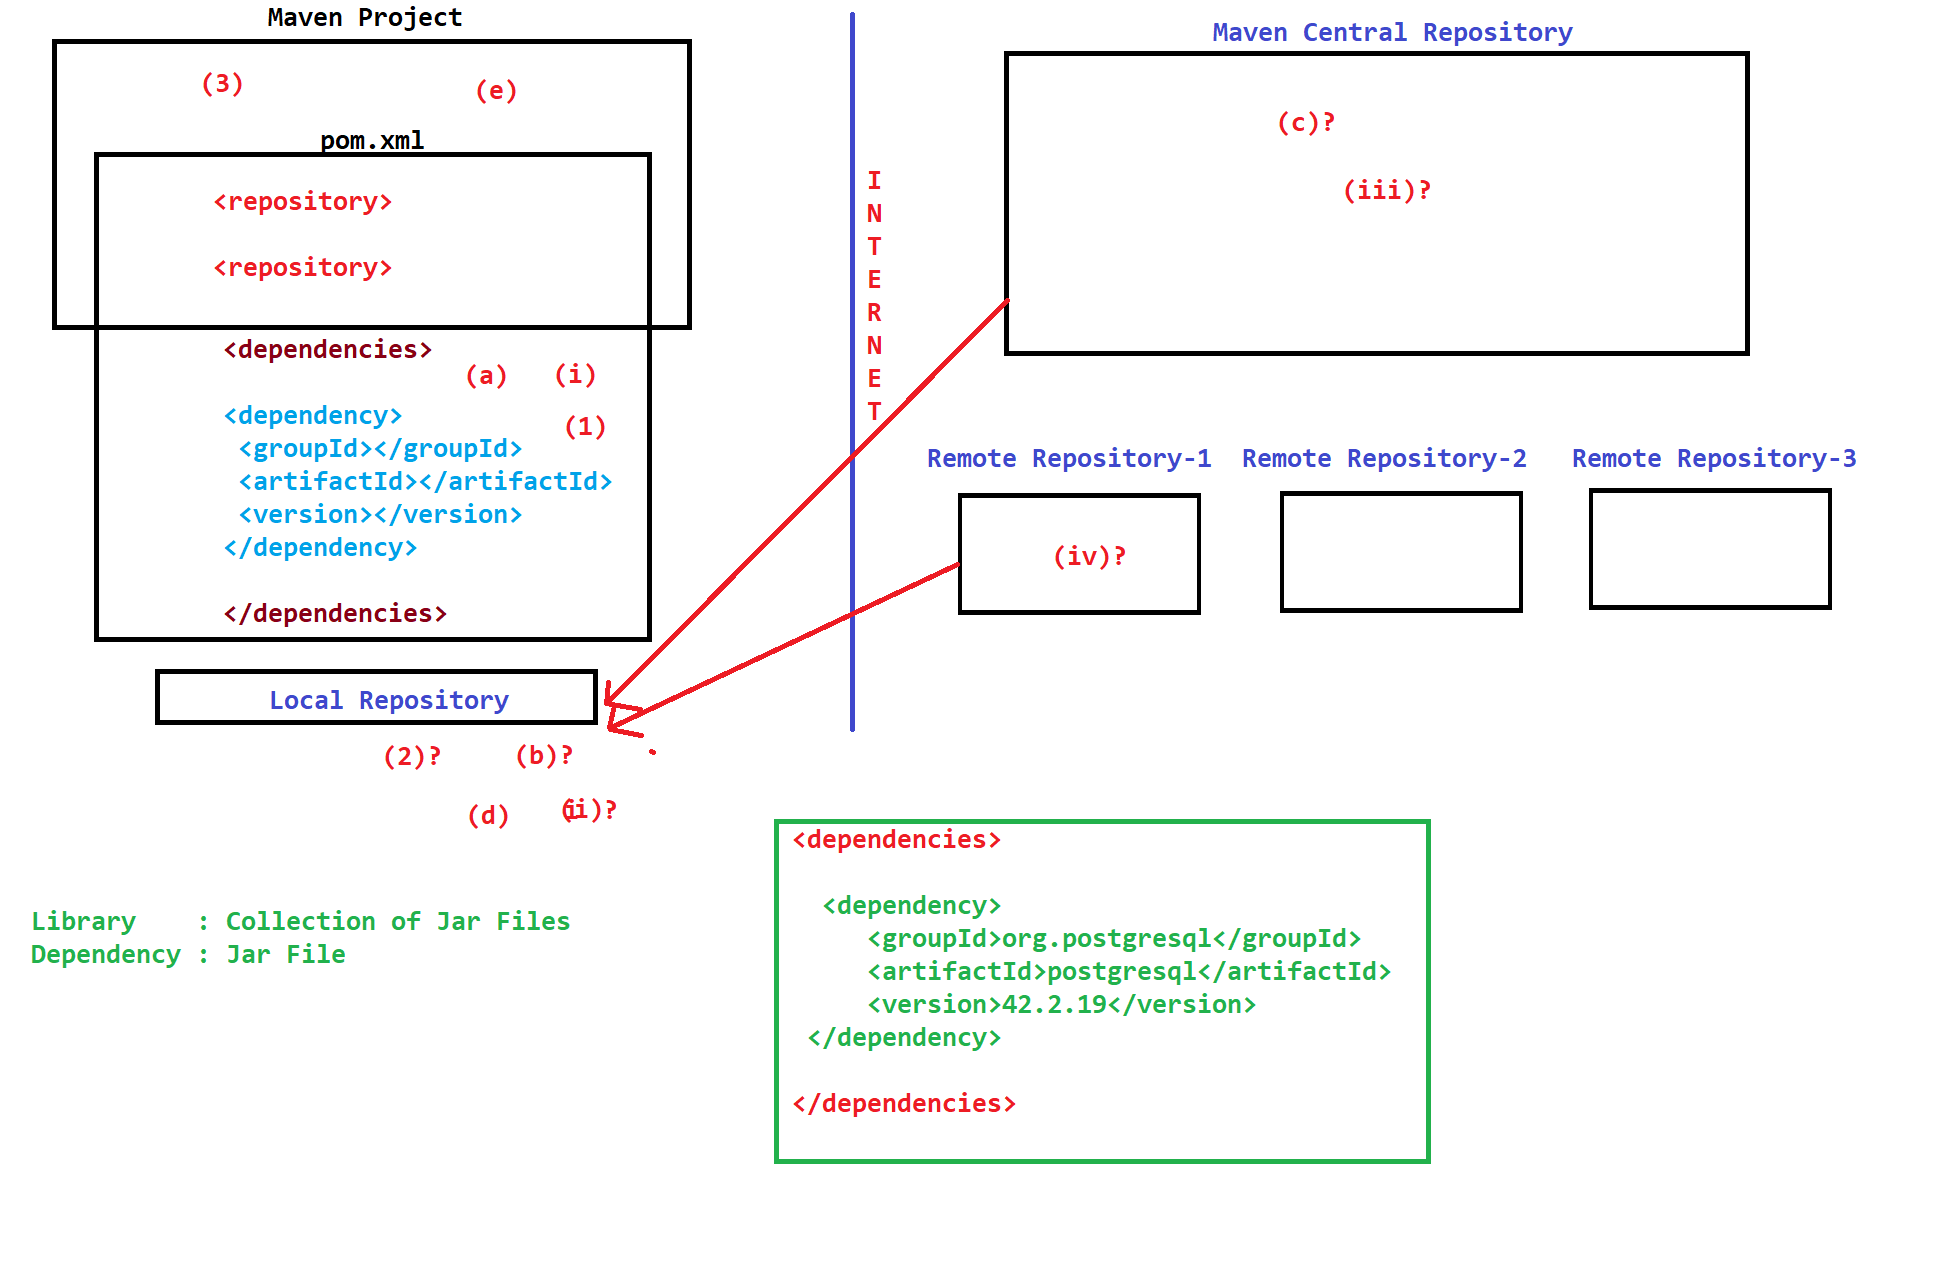 Maven Project
(3) (e)
pom.xml
<repository>
<repository>
<dependencies>
(a) (i)
<dependency>
(1)
<groupId></groupId>
<artifactId></artifactId>
<version></version>
</dependency>
</dependencies>
Local Repository
(2)? (b)?
(d) (ii)?
Library : Collection of Jar Files
Dependency : Jar File
I
N
T
E
R
N
E
T
Maven Central Repository
(c)?
(iii)?
Remote Repository-1 Remote Repository-2 Remote Repository-3
(iv)?
<dependencies>
<dependency>
<groupId>org.postgresql</groupId>
<artifactId>postgresql</artifactId>
<version>42.2.19</version>
</dependency>
</dependencies>